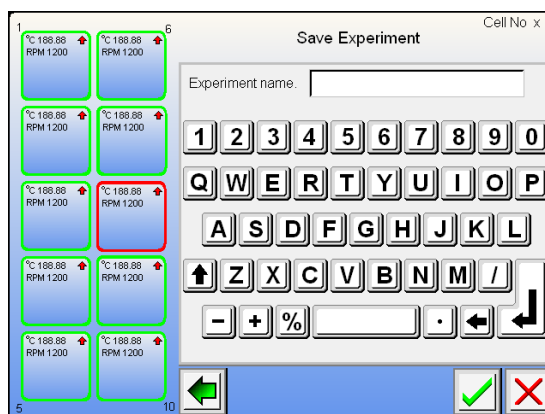 Cell No x
Save Experiment
1
6
°C 188.88
RPM 1200
°C 188.88
RPM 1200
°C 188.88
RPM 1200
°C 188.88
RPM 1200
°C 188.88
RPM 1200
°C 188.88
RPM 1200
°C 188.88
RPM 1200
°C 188.88
RPM 1200
°C 188.88
RPM 1200
°C 188.88
RPM 1200
5
10
Experiment name.
1 2 3 4 5 6 7 8 9 0
Q W E R T Y U I O P
A S D F G H J K L
Z X C V B N M /
- + % .